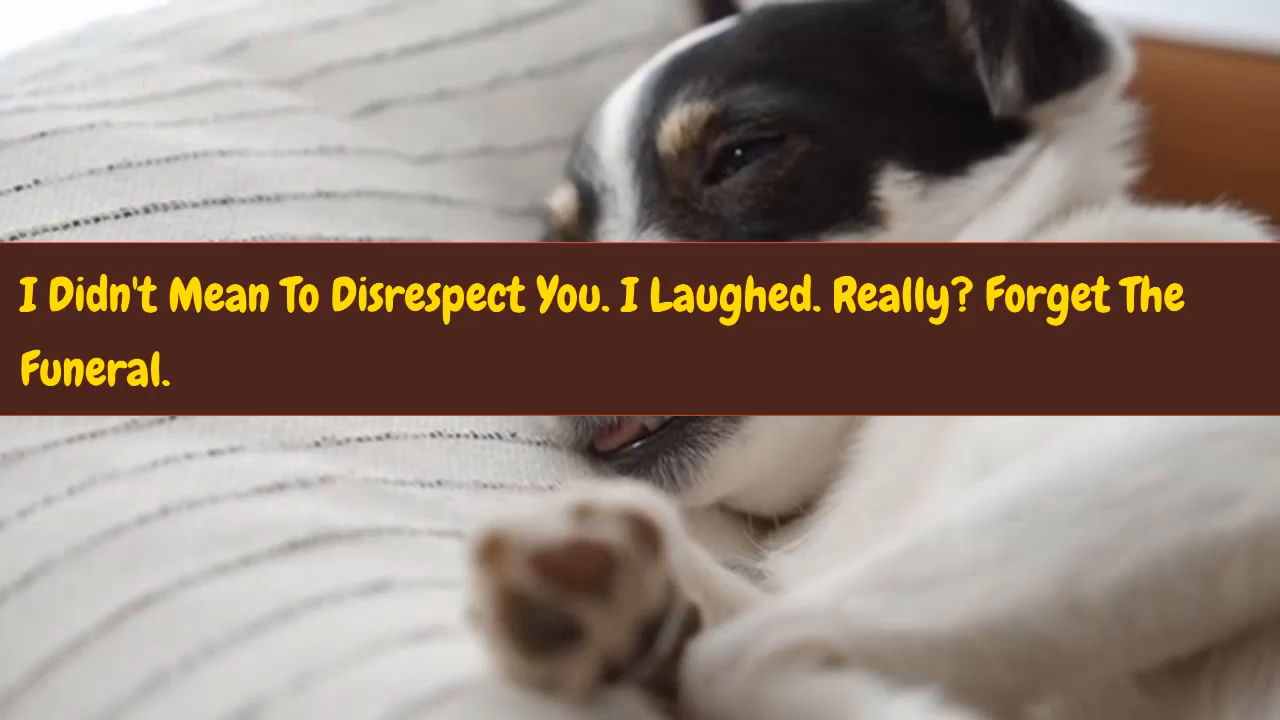 I Didn't Mean To Disrespect You. I Laughed. Really? Forget The
Funeral.